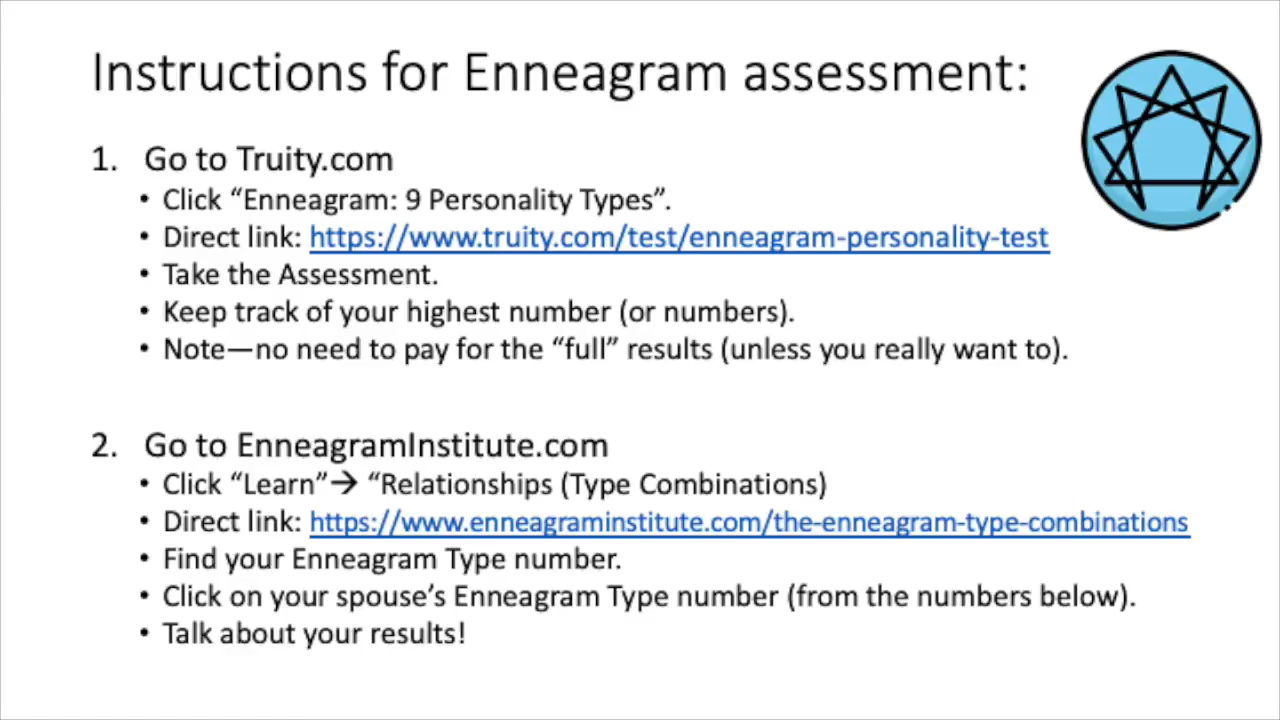 Instructions for Enneagram assessment:
1. Go to Truity.com
• Click “Enneagram: 9 Personality Types”.
• Direct link: https://www.truity.com/test/enneagram-personality-test
• Take the Assessment.
• Keep track of your highest number (or numbers).
• Note—no need to pay for the “full” results (unless you really want to).
2. Go to EnneagramInstitute.com
• Click “Learn”→ “Relationships (Type Combinations)
• Direct link: https://www.enneagraminstitute.com/the-enneagram-type-combinations
• Find your Enneagram Type number.
• Click on your spouse’s Enneagram Type number (from the numbers below).
• Talk about your results!